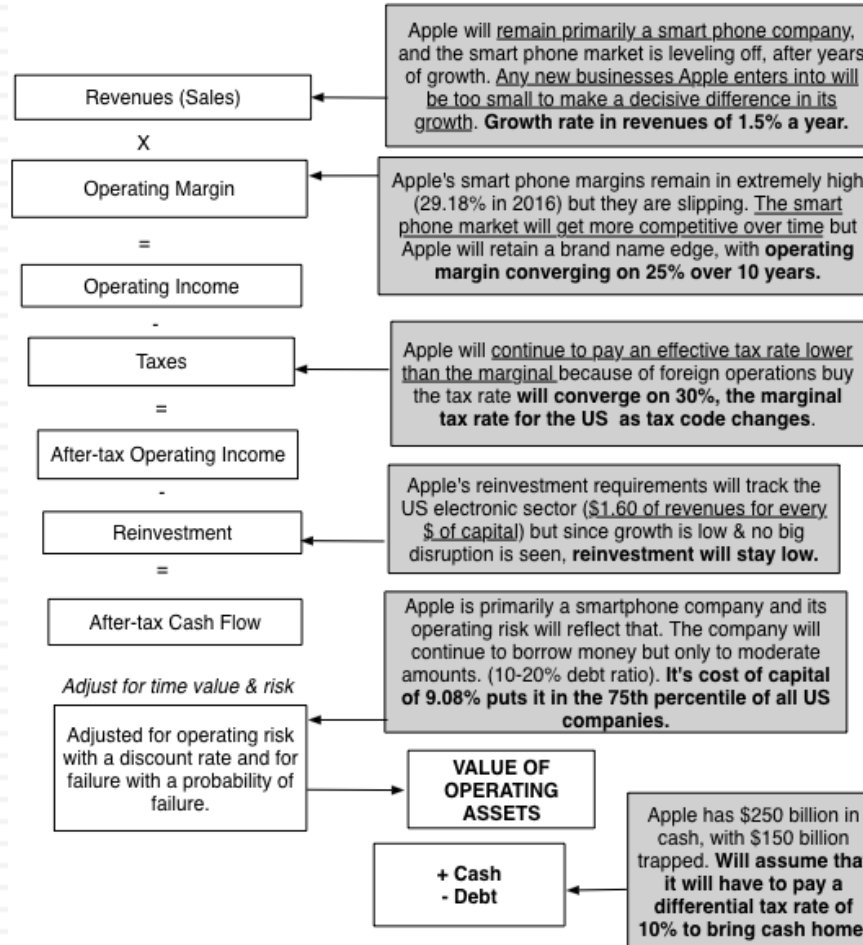 Apple will remain primarily a smart phone company,
and the smart phone market is leveling off, after years
of growth. Any new businesses Apple enters into will
be too small to make a decisive difference in its
growth. Growth rate in revenues of 1.5% a year.
Revenues (Sales)
X
Operating Margin
Apple's smart phone margins remain in extremely high
(29.18% in 2016) but they are slipping. The smart
phone market will get more competitive over time but
Apple will retain a brand name edge, with operating
margin converging on 25% over 10 years.
=
Operating Income
-
Taxes
Apple will continue to pay an effective tax rate lower
than the marginal because of foreign operations buy
the tax rate will converge on 30%, the marginal
tax rate for the US as tax code changes.
=
After-tax Operating Income
-
Reinvestment
Apple's reinvestment requirements will track the
US electronic sector ($1.60 of revenues for every
$ of capital) but since growth is low & no big
disruption is seen, reinvestment will stay low.
=
After-tax Cash Flow
Apple is primarily a smartphone company and its
operating risk will reflect that. The company will
continue to borrow money but only to moderate
amounts. (10-20% debt ratio). It's cost of capital
of 9.08% puts it in the 75th percentile of all US
companies.
Adjust for time value & risk
Adjusted for operating risk
with a discount rate and for
failure with a probability of
failure.
VALUE OF
OPERATING
ASSETS
+ Cash
- Debt
Apple has $250 billion in
cash, with $150 billion
trapped. Will assume tha
it will have to pay a
differential tax rate of
10% to bring cash home